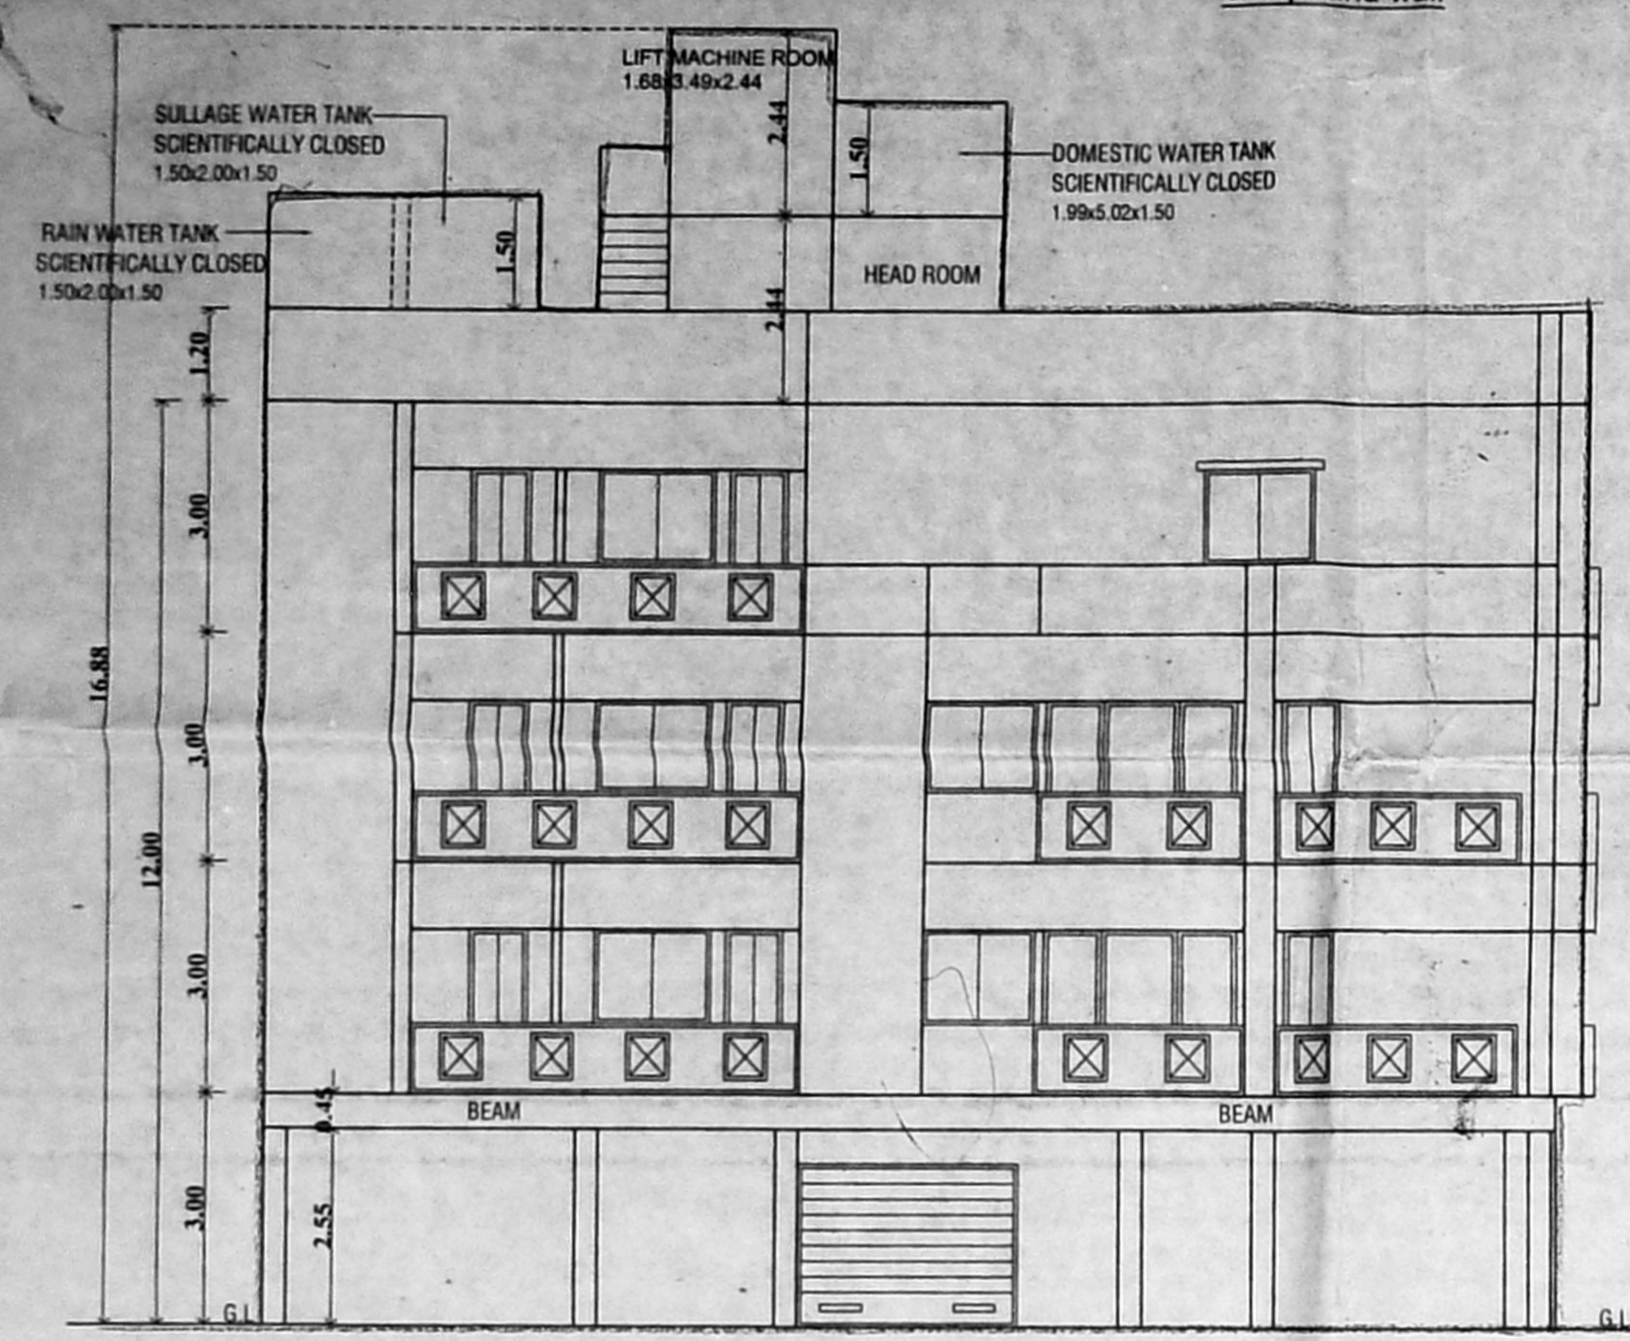 LIFT MACHINE ROOM
1.68x3.49x2.44
SULLAGE WATER TANK
SCIENTIFICALLY CLOSED
1.50x2.00x1.50
2.44
1.50
DOMESTIC WATER TANK
SCIENTIFICALLY CLOSED
1.99x5.02x1.50
RAIN WATER TANK
SCIENTIFICALLY CLOSED
1.50x2.00x1.50
1.50
HEAD ROOM
2.44
1.20
3.00
16.88
3.00
12.00
3.00
0.45
BEAM
BEAM
3.00
2.55
G.L
G.L